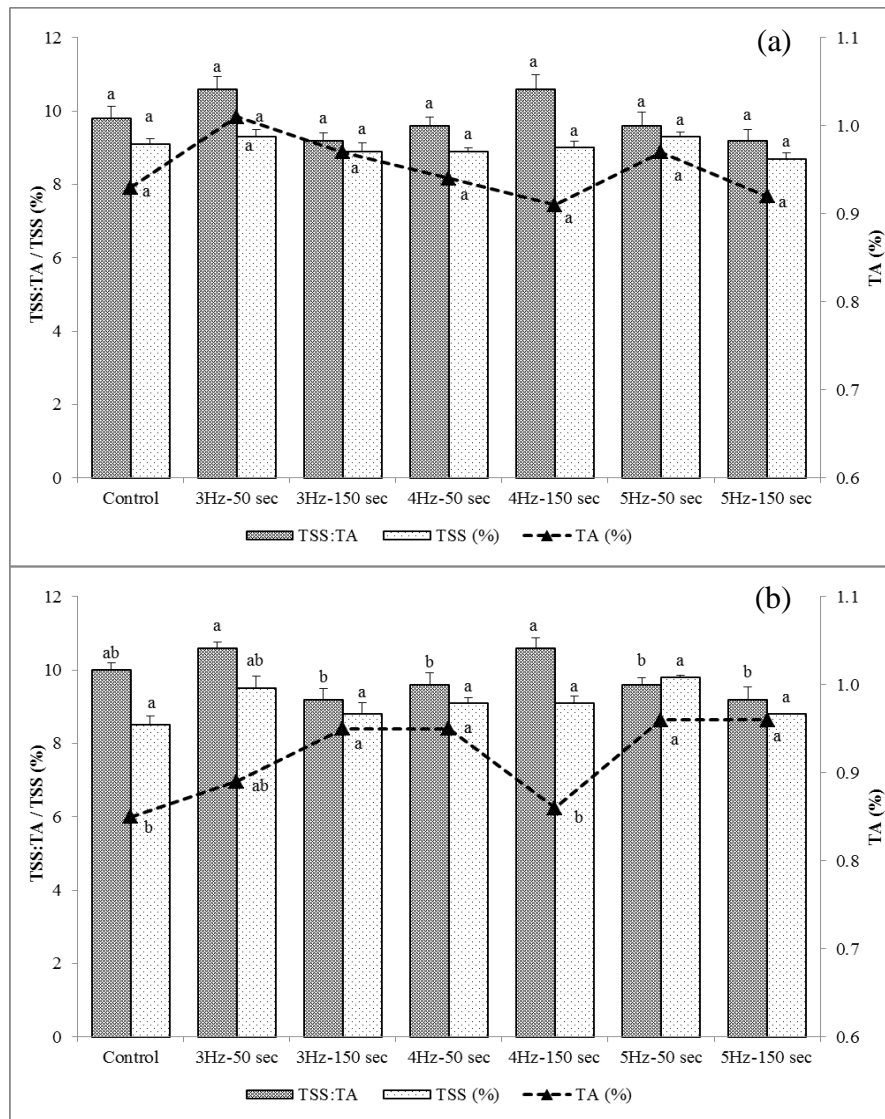 (a)
12
10
8
6
4
2
0
TSS:TA / TSS (%)
1.1
1.0
0.9
0.8
0.7
0.6
TA (%)
a a a a a a a a a a a a a a
a a a a a a a
Control 3Hz-50 sec 3Hz-150 sec 4Hz-50 sec 4Hz-150 sec 5Hz-50 sec 5Hz-150 sec
TSS:TA TSS (%) TA (%)
(b)
12
10
8
6
4
2
0
TSS:TA / TSS (%)
1.1
1.0
0.9
0.8
0.7
0.6
TA (%)
ab a a ab b a b a a a b a b a
b ab a a b a a
Control 3Hz-50 sec 3Hz-150 sec 4Hz-50 sec 4Hz-150 sec 5Hz-50 sec 5Hz-150 sec
TSS:TA TSS (%) TA (%)